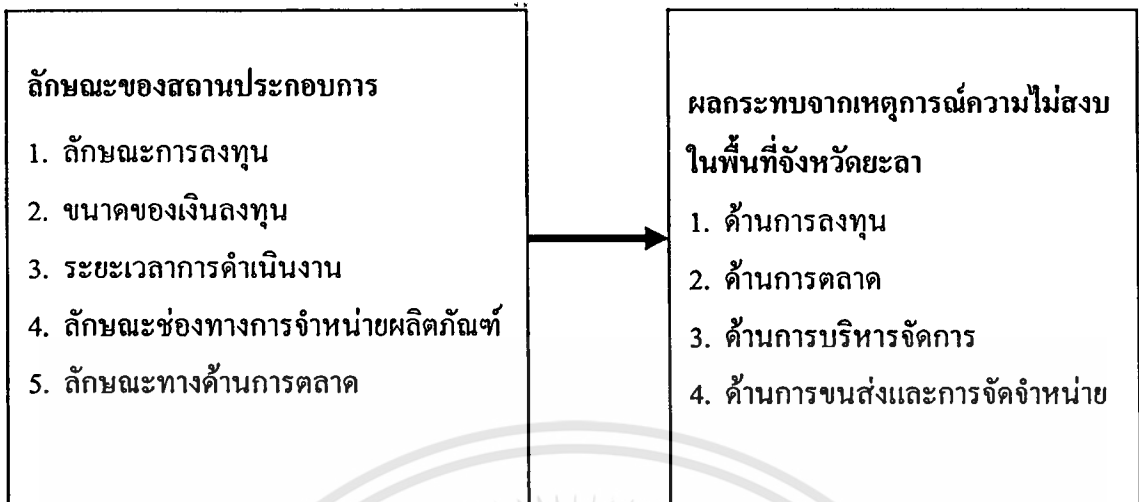 ลักษณะของสถานประกอบการ
1. ลักษณะการลงทุน
2. ขนาดของเงินลงทุน
3. ระยะเวลาการดำเนินงาน
4. ลักษณะช่องทางการจำหน่ายผลิตภัณฑ์
5. ลักษณะทางด้านการตลาด
ผลกระทบจากเหตุการณ์ความไม่สงบ
ในพื้นที่จังหวัดยะลา
1. ด้านการลงทุน
2. ด้านการตลาด
3. ด้านการบริหารจัดการ
4. ด้านการขนส่งและการจัดจำหน่าย